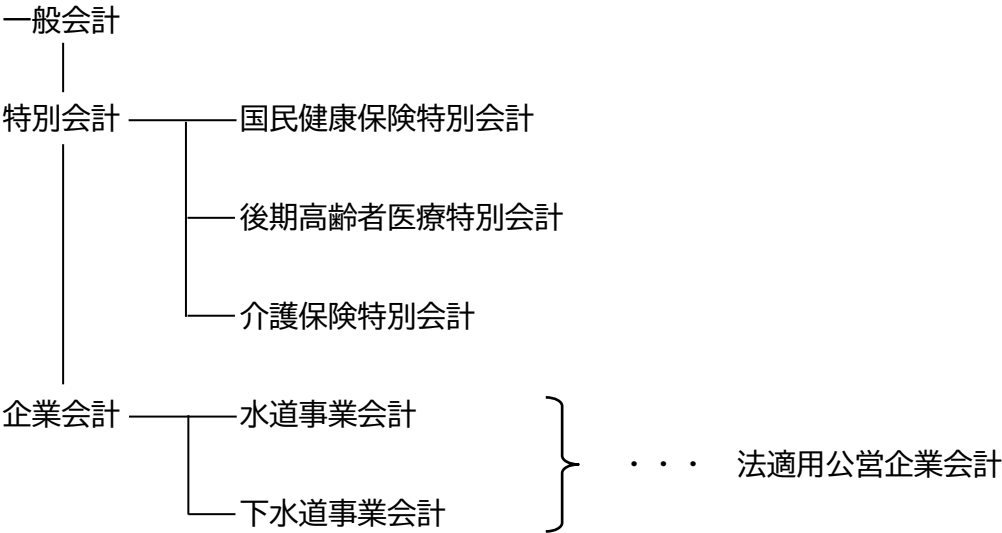 一般会計
特別会計
国民健康保険特別会計
後期高齢者医療特別会計
介護保険特別会計
企業会計
水道事業会計
・・・ 法適用公営企業会計
下水道事業会計